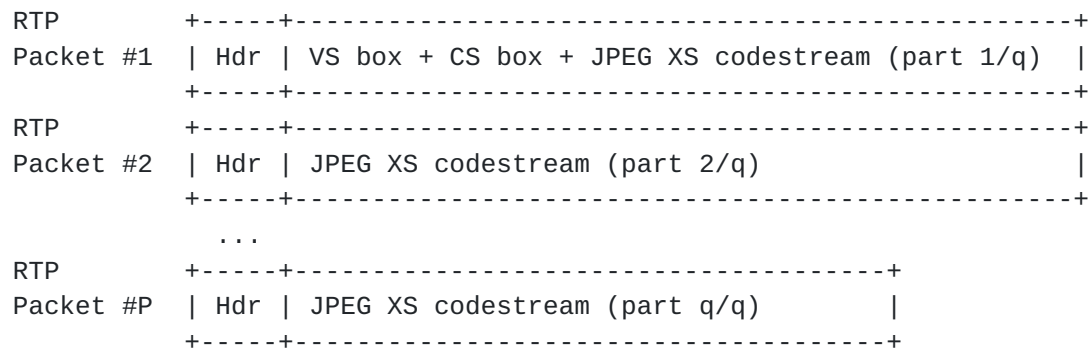 RTP         +-----+------------------------------------------------+
Packet #1  | Hdr | VS box + CS box + JPEG XS codestream (part 1/q)  |
           +-----+------------------------------------------------+
RTP         +-----+------------------------------------------------+
Packet #2  | Hdr | JPEG XS codestream (part 2/q)                    |
           +-----+------------------------------------------------+
             ...
RTP         +-----+--------------------------------------+
Packet #P  | Hdr | JPEG XS codestream (part q/q)        |
           +-----+--------------------------------------+